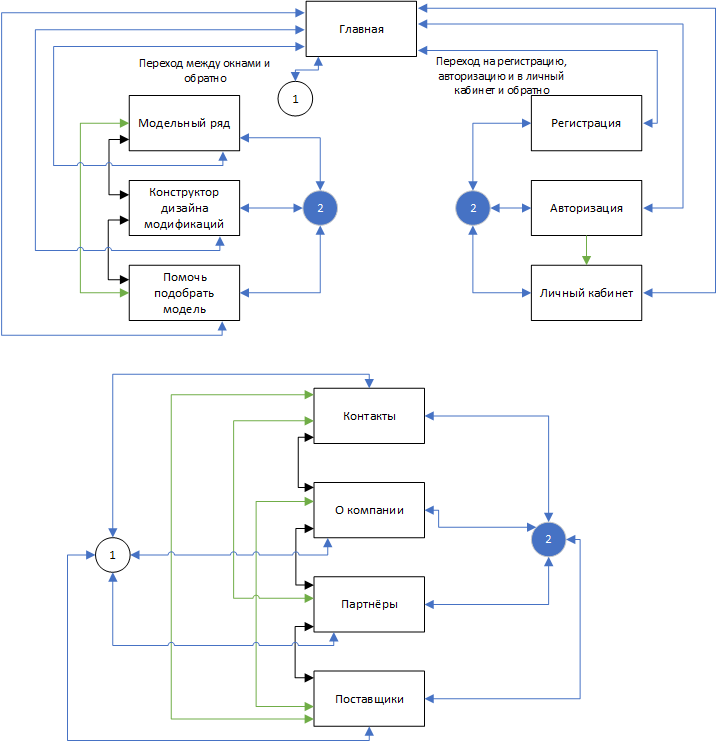 Главная
Переход между окнами и
обратно
1
Переход на регистрацию,
авторизацию и в личный
кабинет и обратно
Модельный ряд
Регистрация
Конструктор
дизайна
модификаций
2
2
Авторизация
Помочь
подобрать
модель
Личный кабинет
Контакты
О компании
1
2
Партнёры
Поставщики